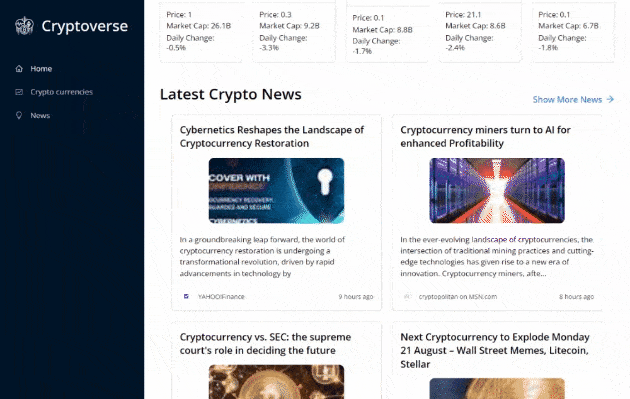 Cryptoverse
Home
Crypto currencies
News
Price: 1
Market Cap: 26.1B
Daily Change:
-0.5%
Price: 0.3
Market Cap: 9.2B
Daily Change:
-3.3%
Price: 0.1
Market Cap: 8.8B
Daily Change:
-1.7%
Price: 21.1
Market Cap: 8.6B
Daily Change:
-2.4%
Price: 0.1
Market Cap: 6.7B
Daily Change:
-1.8%
Latest Crypto News
Show More News
Cybernetics Reshapes the Landscape of
Cryptocurrency Restoration
COVER WITH
CONFIDENCE
CYBERNETICS
In a groundbreaking leap forward, the world of
cryptocurrency restoration is undergoing a
transformational revolution, driven by rapid
advancements in technology by
YAHOO!Finance
9 hours ago
Cryptocurrency miners turn to AI for
enhanced Profitability
In the ever-evolving landscape of cryptocurrencies, the
intersection of traditional mining practices and cutting-
edge technologies has given rise to a new era of
innovation. Cryptocurrency miners, afte...
cryptopolitan on MSN.com
8 hours ago
Cryptocurrency vs. SEC: the supreme
court's role in deciding the future
Next Cryptocurrency to Explode Monday
21 August – Wall Street Memes, Litecoin,
Stellar